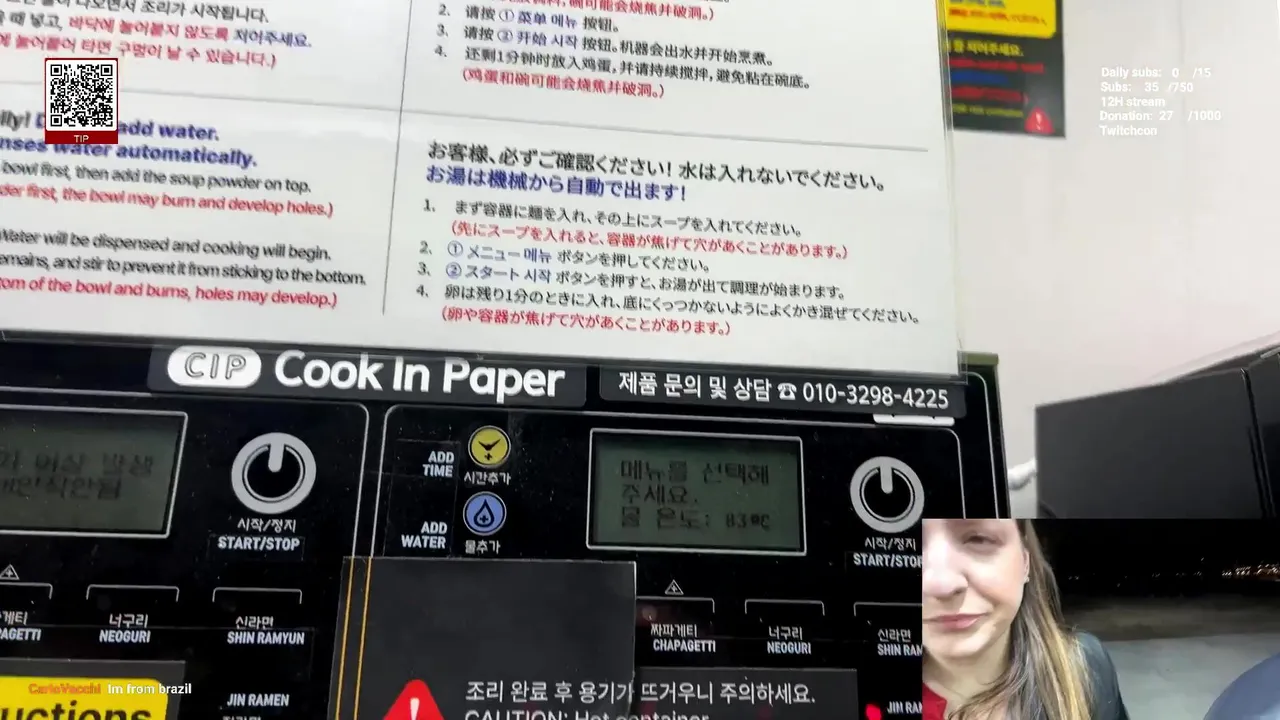 나오면서 조리가 시작됩니다.
때 넣고, 바닥에 눌어붙지 않도록 저어주세요.
에 눌어붙어 타면 구멍이 날 수 있습니다.)
2. 请按 ① 菜单 메뉴 按钮。
3. 请按 ② 开始 시작 按钮。机器会出水并开始烹煮。
4. 还剩1分钟时放入鸡蛋，并请持续搅拌，避免粘在碗底。
(鸡蛋和碗可能会烧焦并破洞。)
를 저어주세요.
Daily subs: 0 /15
Subs: 35 /750
12H stream
Donation: 27 /1000
Twitchcon
TIP
add water.
water automatically.
bowl first, then add the soup powder on top.
first, the bowl may burn and develop holes.)
Water will be dispensed and cooking will begin.
and stir to prevent it from sticking to the bottom.
of the bowl and burns, holes may develop.)
お客様、必ずご確認ください! 水は入れないでください。
お湯は機械から自動で出ます!
1. まず容器に麺を入れ、その上にスープを入れてください。
(先にスープを入れると、容器が焦げて穴があくことがあります。)
2. ① メニュー 메뉴 ボタンを押してください。
3. ② スタート 시작 ボタンを押すと、お湯が出て調理が始まります。
4. 卵は残り1分のときに入れ、底にくっつかないようによくかき混ぜてください。
(卵や容器が焦げて穴があくことがあります。)
CIP Cook In Paper
제품 문의 및 상담 ☎ 010-3298-4225
시작/정지
START/STOP
ADD TIME
시간추가
ADD WATER
물추가
메뉴를 선택해
주세요.
물 온도: 83℃
시작/정지
START/STOP
너구리
NEOGURI
신라면
SHIN RAMYUN
JIN RAMEN
짜파게티
CHAPAGETTI
너구리
NEOGURI
신라면
SHIN
조리 완료 후 용기가 뜨거우니 주의하세요.
CAUTION: Hot container
CarloVacchi Im from brazil